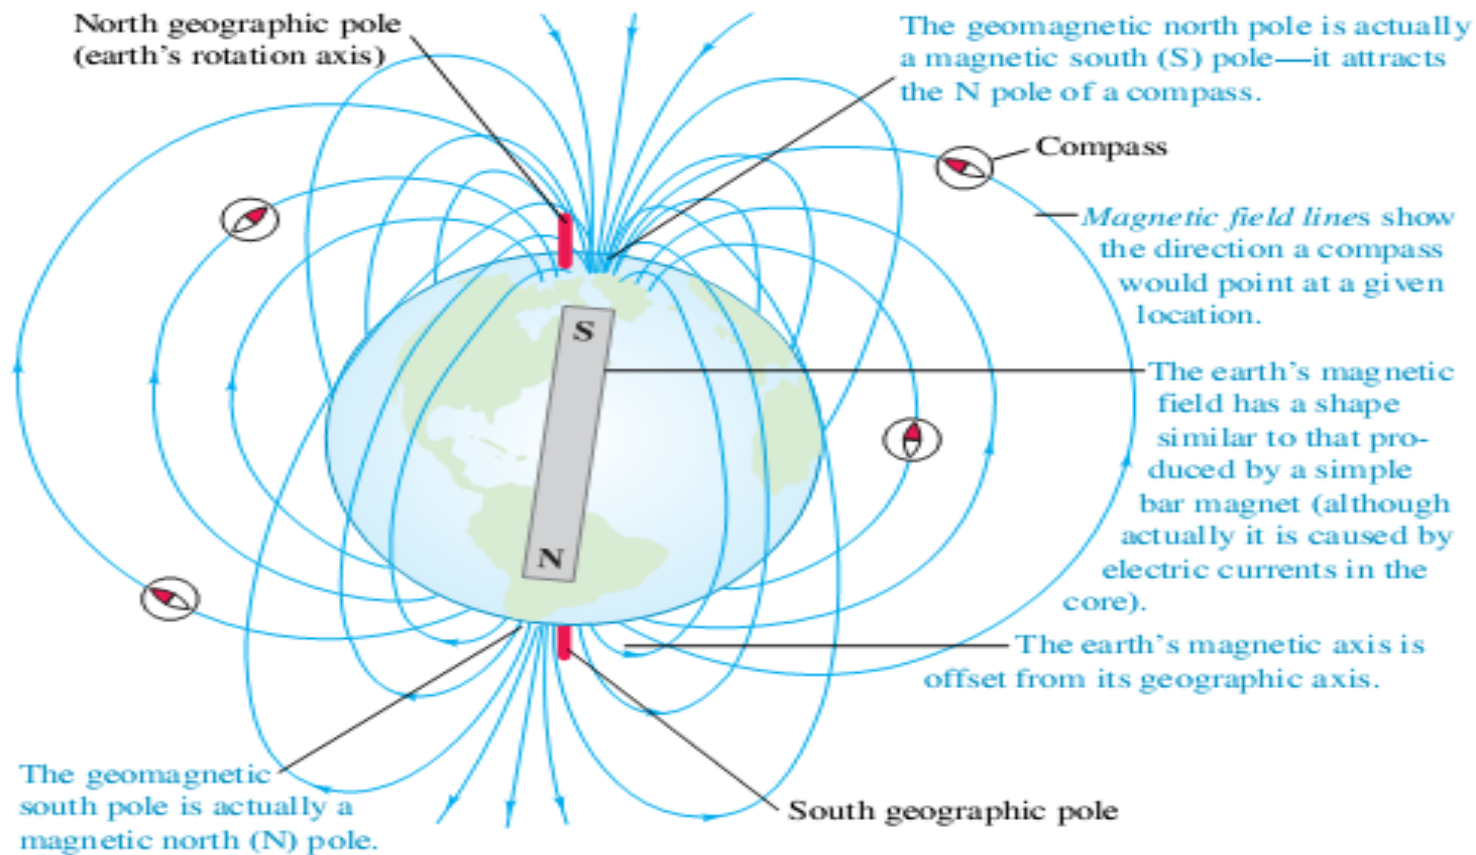 North geographic pole
(earth's rotation axis)
The geomagnetic north pole is actually
a magnetic south (S) pole—it attracts
the N pole of a compass.
Compass
Magnetic field lines show
the direction a compass
would point at a given
location.
S
The earth's magnetic
field has a shape
similar to that pro-
duced by a simple
bar magnet (although
actually it is caused by
electric currents in the
core).
N
The earth's magnetic axis is
offset from its geographic axis.
The geomagnetic
south pole is actually a
magnetic north (N) pole.
South geographic pole